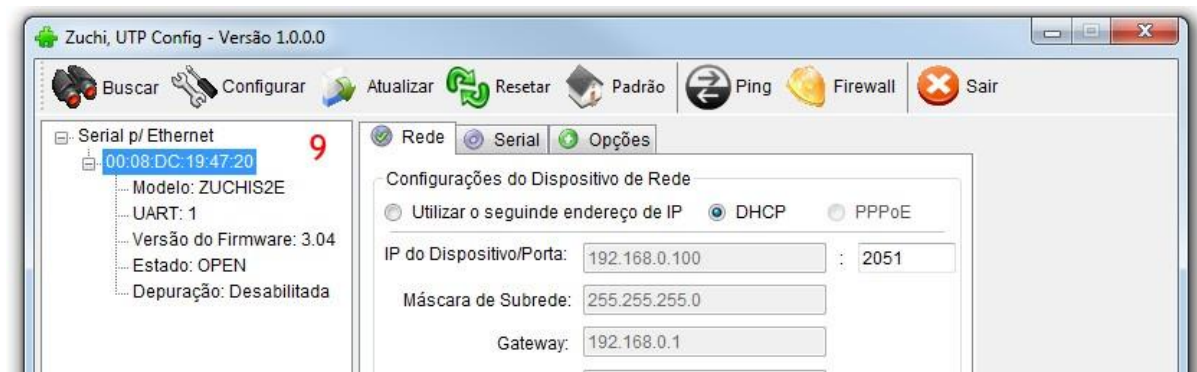 Zuchi, UTP Config - Versão 1.0.0.0
Buscar Configurar Atualizar Resetar Padrão Ping Firewall Sair
Serial p/ Ethernet
9
00:08:DC:19:47:20
Modelo: ZUCHIS2E
UART: 1
Versão do Firmware: 3.04
Estado: OPEN
Depuração: Desabilitada
Rede Serial Opções
Configurações do Dispositivo de Rede
Utilizar o seguinde endereço de IP DHCP PPPoE
IP do Dispositivo/Porta: 192.168.0.100 : 2051
Máscara de Subrede: 255.255.255.0
Gateway: 192.168.0.1